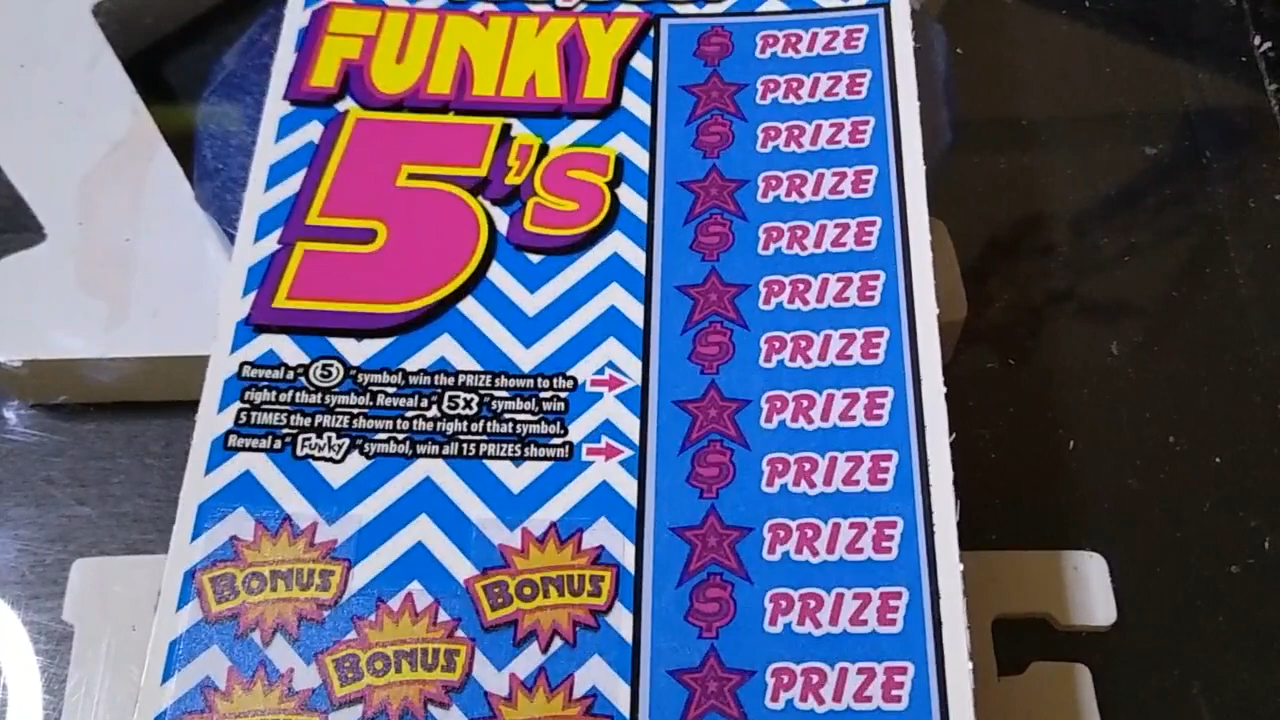 FUNKY
5's
Reveal a "5" symbol, win the PRIZE shown to the
right of that symbol. Reveal a "5X" symbol, win
5 TIMES the PRIZE shown to the right of that symbol.
Reveal a "Funky" symbol, win all 15 PRIZES shown!
BONUS
BONUS
BONUS
$ PRIZE
PRIZE
$ PRIZE
PRIZE
$ PRIZE
PRIZE
$ PRIZE
PRIZE
$ PRIZE
PRIZE
$ PRIZE
PRIZE